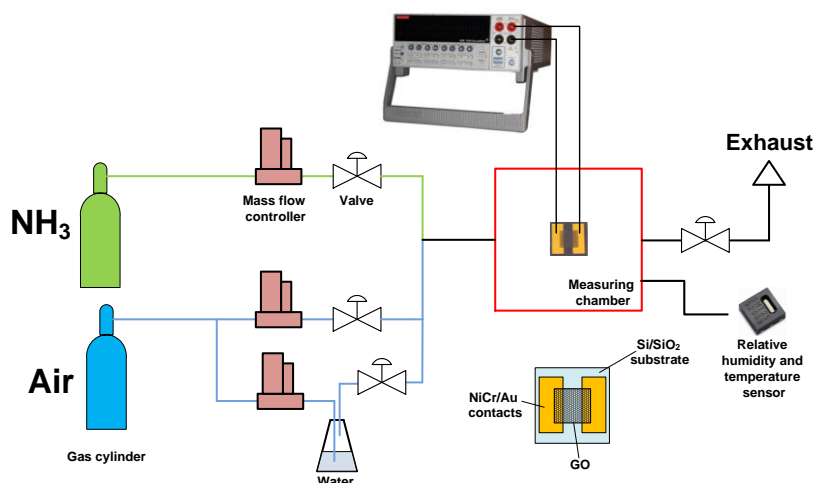 Exhaust
NH₃
Mass flow
controller
Valve
Measuring
chamber
Air
Si/SiO₂
substrate
Relative
humidity and
temperature
sensor
NiCr/Au
contacts
Gas cylinder
GO
Water